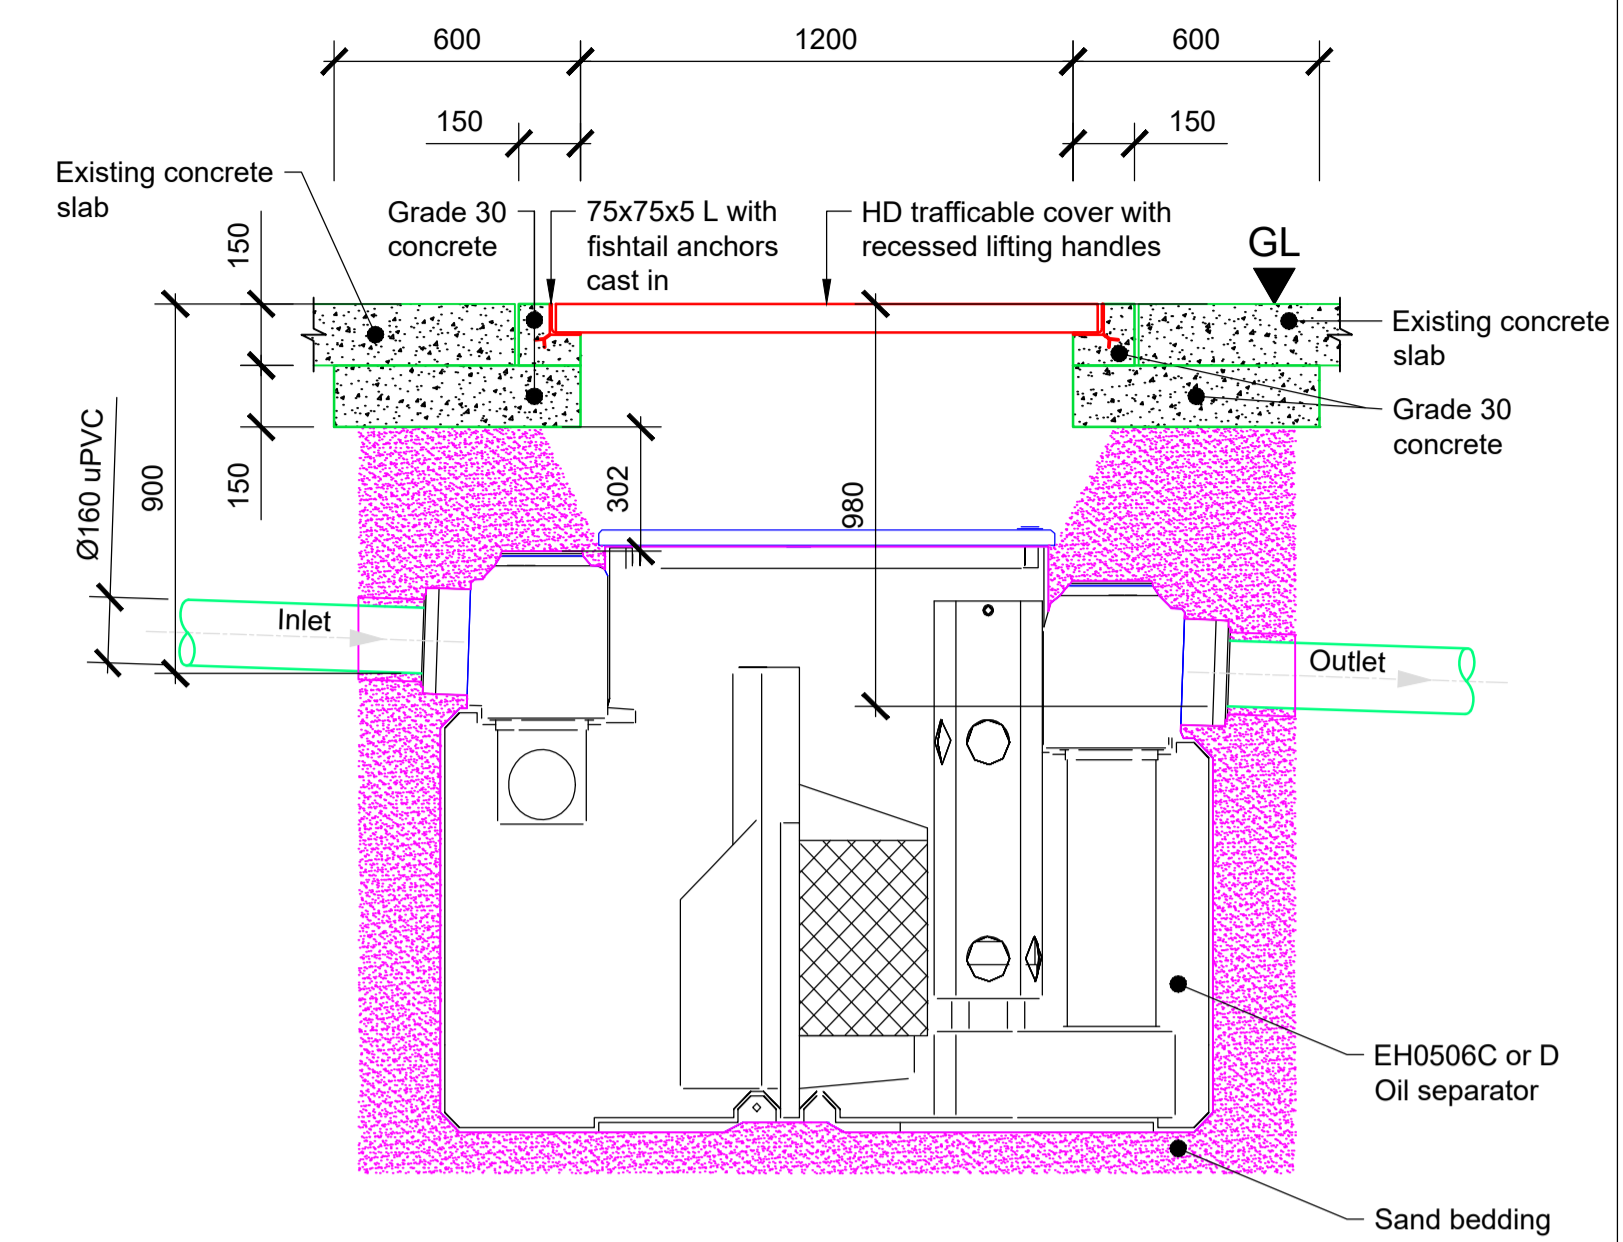 600
1200
600
150
150
Existing concrete
slab
Grade 30
concrete
75x75x5 L with
fishtail anchors
cast in
HD trafficable cover with
recessed lifting handles
GL
150
Existing concrete
slab
Grade 30
concrete
Ø160 uPVC
900
150
302
980
Inlet
Outlet
EH0506C or D
Oil separator
Sand bedding